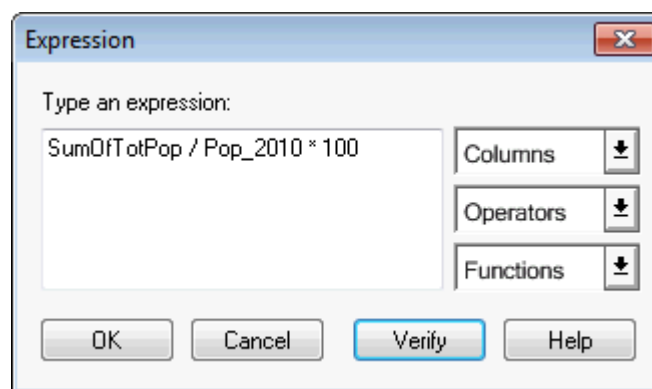 Expression
Type an expression:
SumOfTotPop / Pop_2010 * 100
Columns
Operators
Functions
OK
Cancel
Verify
Help